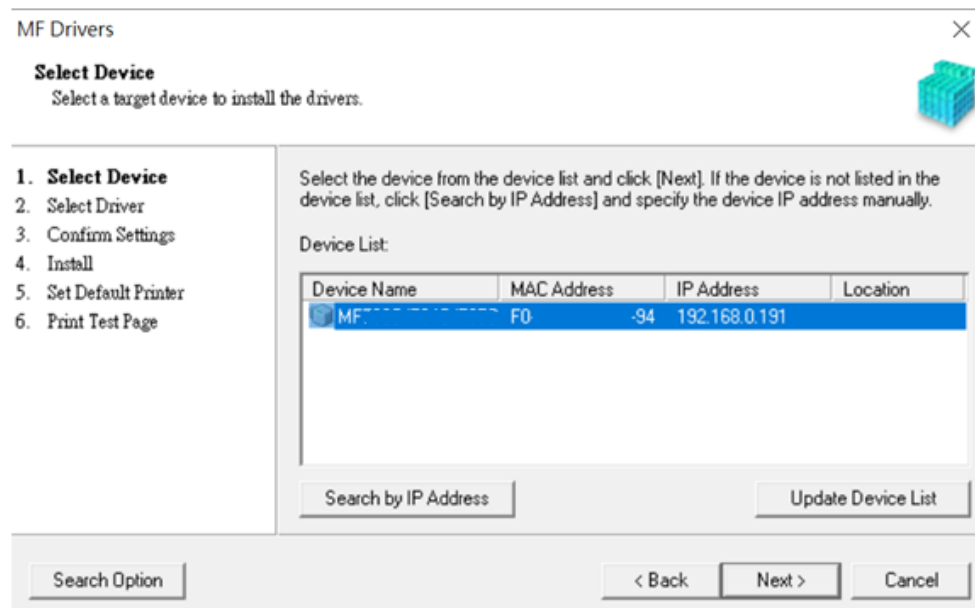 MF Drivers
Select Device
Select a target device to install the drivers.
1. Select Device
2. Select Driver
3. Confirm Settings
4. Install
5. Set Default Printer
6. Print Test Page
Select the device from the device list and click [Next]. If the device is not listed in the
device list, click [Search by IP Address] and specify the device IP address manually.
Device List:
Device Name MAC Address IP Address Location
MF F0- -94 192.168.0.191
Search by IP Address Update Device List
Search Option < Back Next > Cancel